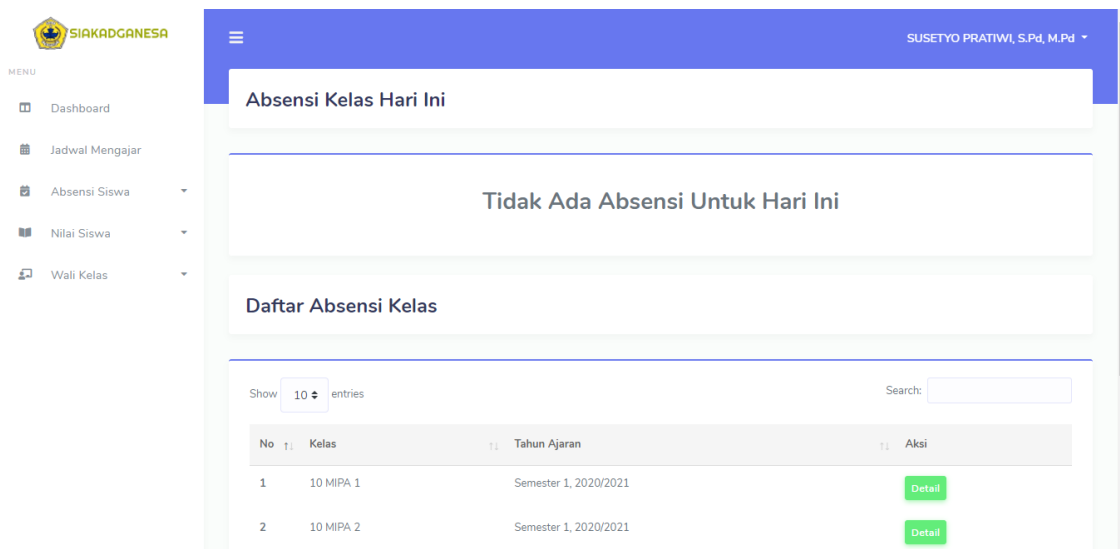 SIAKADGANESA
SUSETYO PRATIWI, S.Pd, M.Pd
MENU
Dashboard
Jadwal Mengajar
Absensi Siswa
Nilai Siswa
Wali Kelas
Absensi Kelas Hari Ini
Tidak Ada Absensi Untuk Hari Ini
Daftar Absensi Kelas
Show 10 entries
Search:
No Kelas Tahun Ajaran Aksi
1 10 MIPA 1 Semester 1, 2020/2021 Detail
2 10 MIPA 2 Semester 1, 2020/2021 Detail